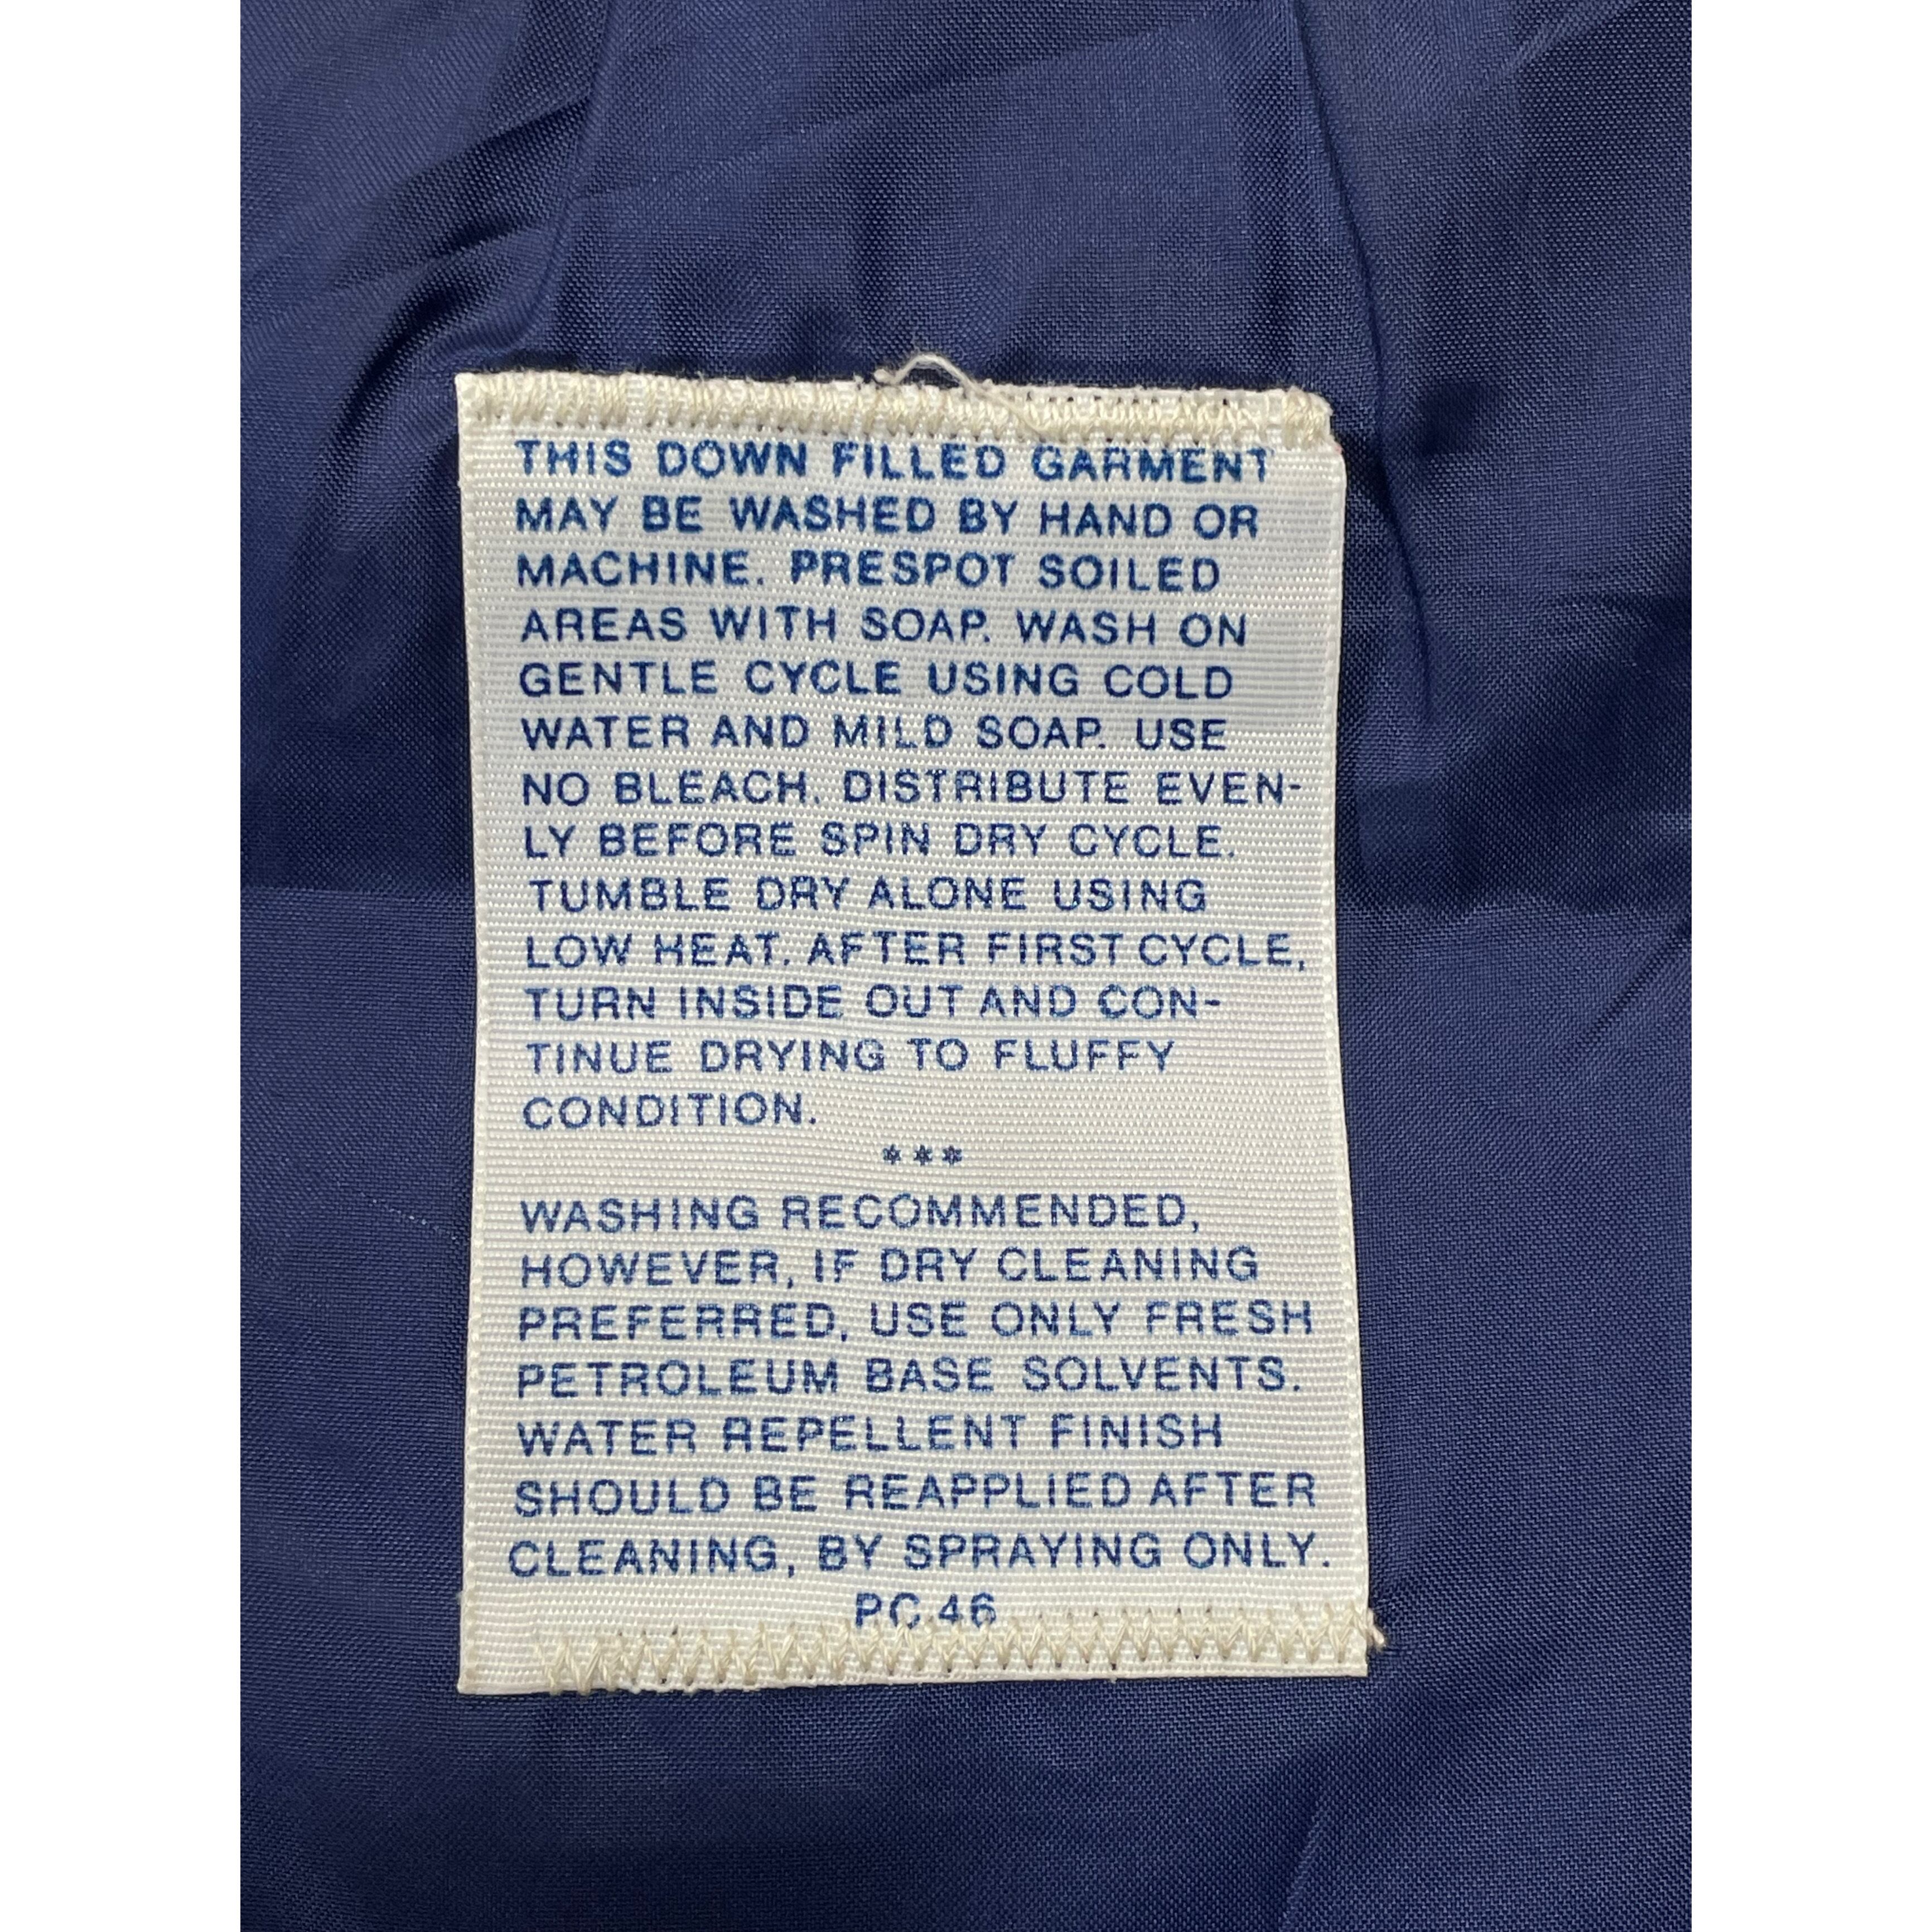 THIS DOWN FILLED GARMENT
MAY BE WASHED BY HAND OR
MACHINE. PRESPOT SOILED
AREAS WITH SOAP. WASH ON
GENTLE CYCLE USING COLD
WATER AND MILD SOAP. USE
NO BLEACH. DISTRIBUTE EVEN-
LY BEFORE SPIN DRY CYCLE.
TUMBLE DRY ALONE USING
LOW HEAT. AFTER FIRST CYCLE,
TURN INSIDE OUT AND CON-
TINUE DRYING TO FLUFFY
CONDITION.
***
WASHING RECOMMENDED,
HOWEVER, IF DRY CLEANING
PREFERRED, USE ONLY FRESH
PETROLEUM BASE SOLVENTS.
WATER REPELLENT FINISH
SHOULD BE REAPPLIED AFTER
CLEANING, BY SPRAYING ONLY.
PC 46